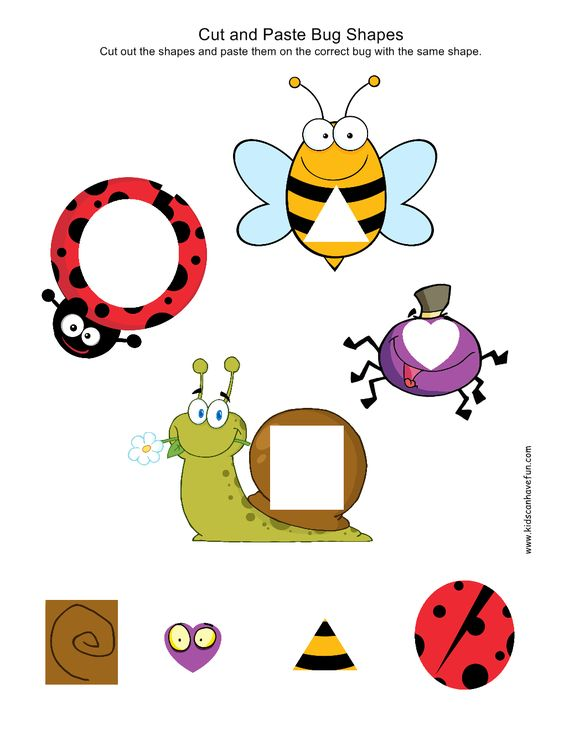 Cut and Paste Bug Shapes
Cut out the shapes and paste them on the correct bug with the same shape.
www.kidscanhavefun.com